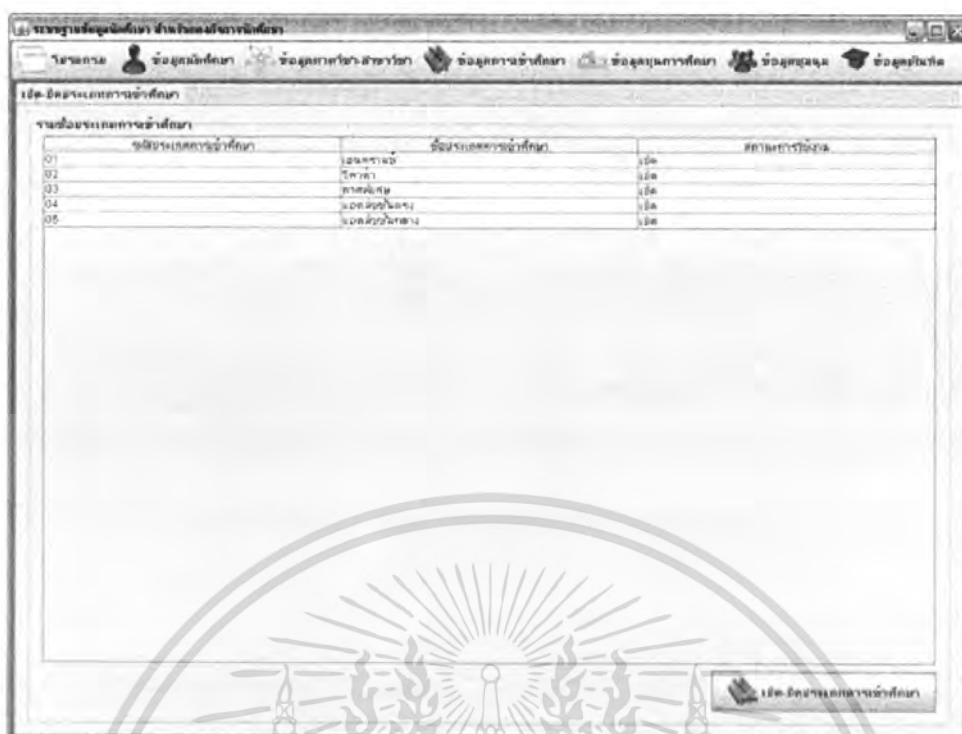 ระบบฐานข้อมูลนักศึกษา สำหรับกองกิจการนักศึกษา
โปรแกรม ข้อมูลนักศึกษา ข้อมูลภาควิชา-สาขาวิชา ข้อมูลการเข้าศึกษา ข้อมูลทุนการศึกษา ข้อมูลชุมนุม ข้อมูลบัณฑิต
เปิด-ปิดประเภทการเข้าศึกษา
รายชื่อประเภทการเข้าศึกษา
รหัสประเภทการเข้าศึกษา ชื่อประเภทการเข้าศึกษา สถานะการใช้งาน
01 เอนทรานซ์ เปิด
02 โควต้า เปิด
03 ภาคพิเศษ เปิด
04 แอดมิชชั่นตรง เปิด
05 แอดมิชชั่นกลาง เปิด
เปิด-ปิดประเภทการเข้าศึกษา